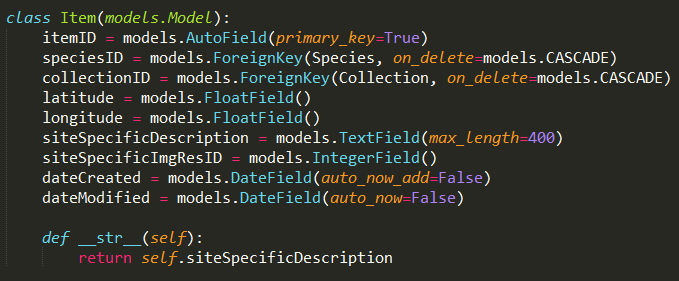 class Item(models.Model):
    itemID = models.AutoField(primary_key=True)
    speciesID = models.ForeignKey(Species, on_delete=models.CASCADE)
    collectionID = models.ForeignKey(Collection, on_delete=models.CASCADE)
    latitude = models.FloatField()
    longitude = models.FloatField()
    siteSpecificDescription = models.TextField(max_length=400)
    siteSpecificImgResID = models.IntegerField()
    dateCreated = models.DateField(auto_now_add=False)
    dateModified = models.DateField(auto_now=False)

    def __str__(self):
        return self.siteSpecificDescription